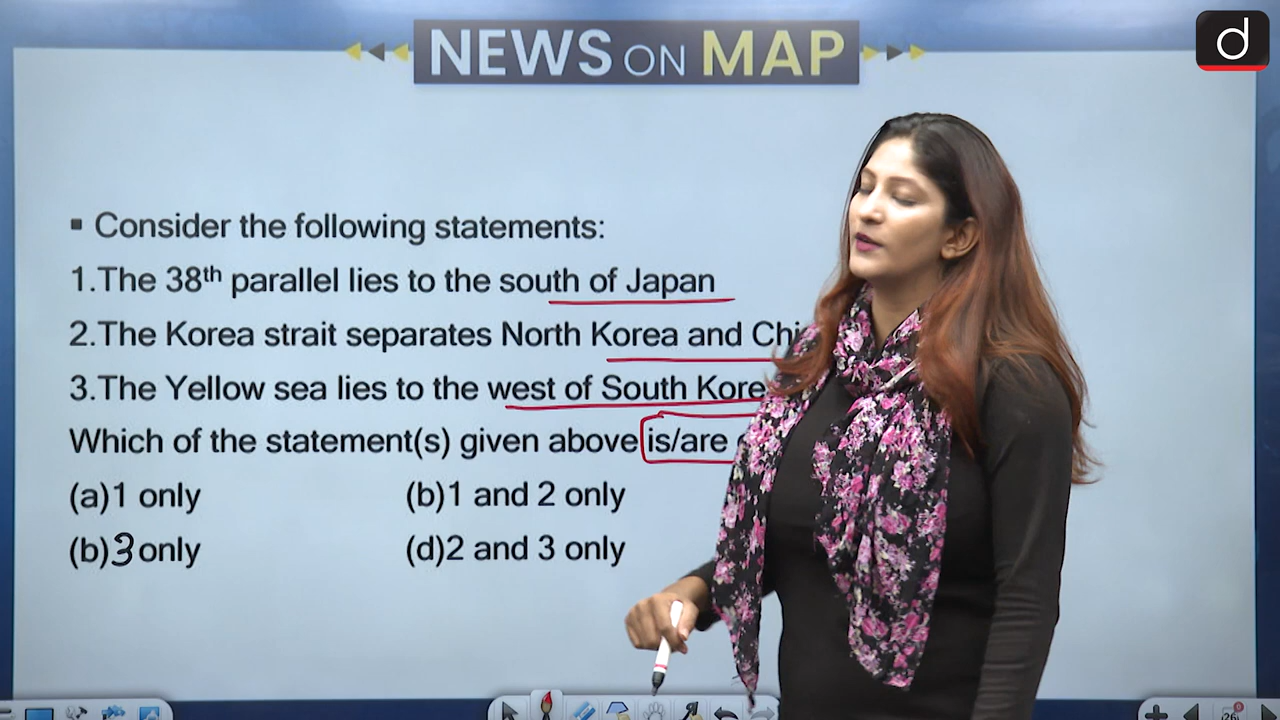 NEWS ON MAP
d
▪ Consider the following statements:
1.The 38th parallel lies to the south of Japan
2.The Korea strait separates North Korea and
3.The Yellow sea lies to the west of South
Which of the statement(s) given above is/are
(a)1 only (b)1 and 2 only
(b)3 only (d)2 and 3 only
26